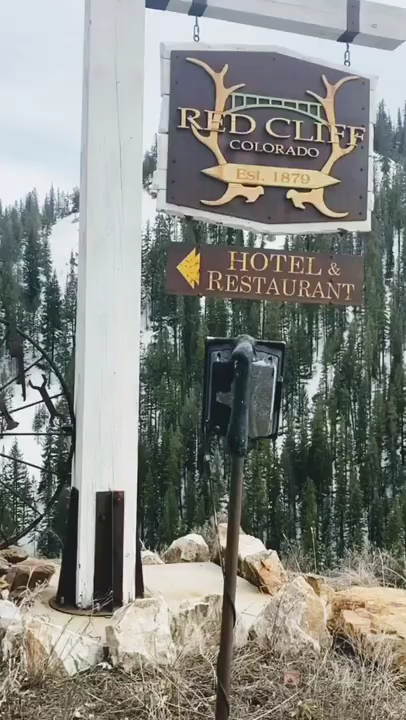 RED CLIFF
COLORADO
Est. 1879
HOTEL &
RESTAURANT